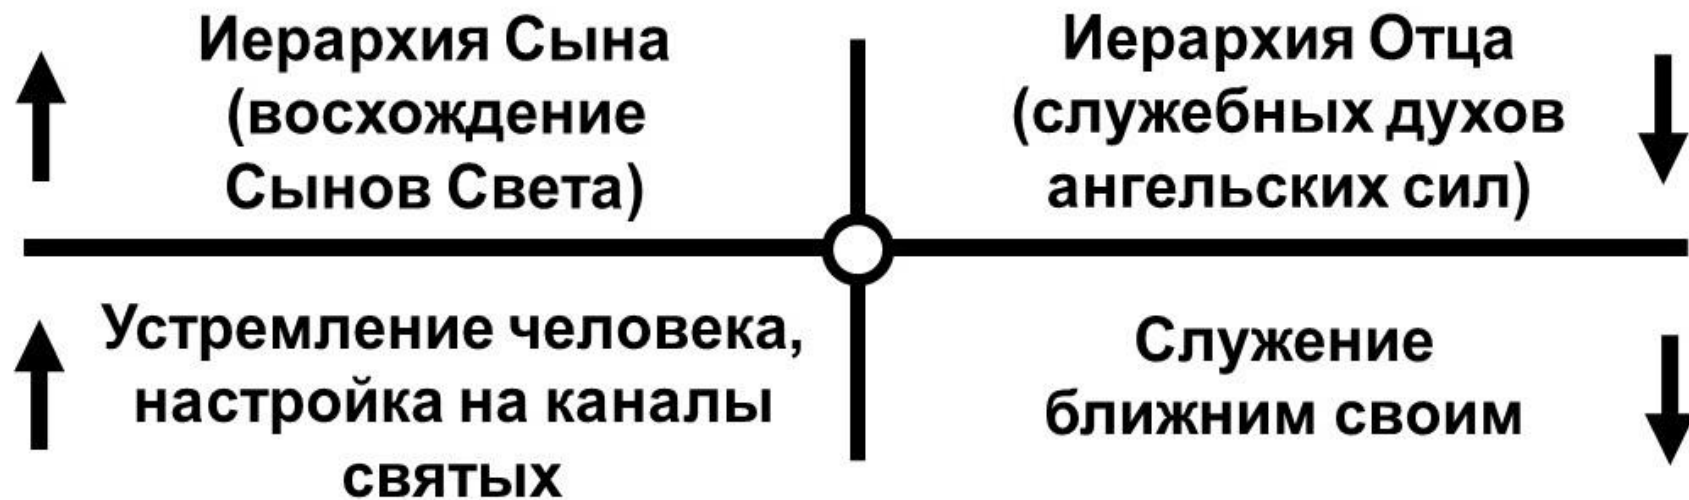 Иерархия Сына
(восхождение
Сынов Света)
Иерархия Отца
(служебных духов
ангельских сил)
Устремление человека,
настройка на каналы
святых
Служение
ближним своим